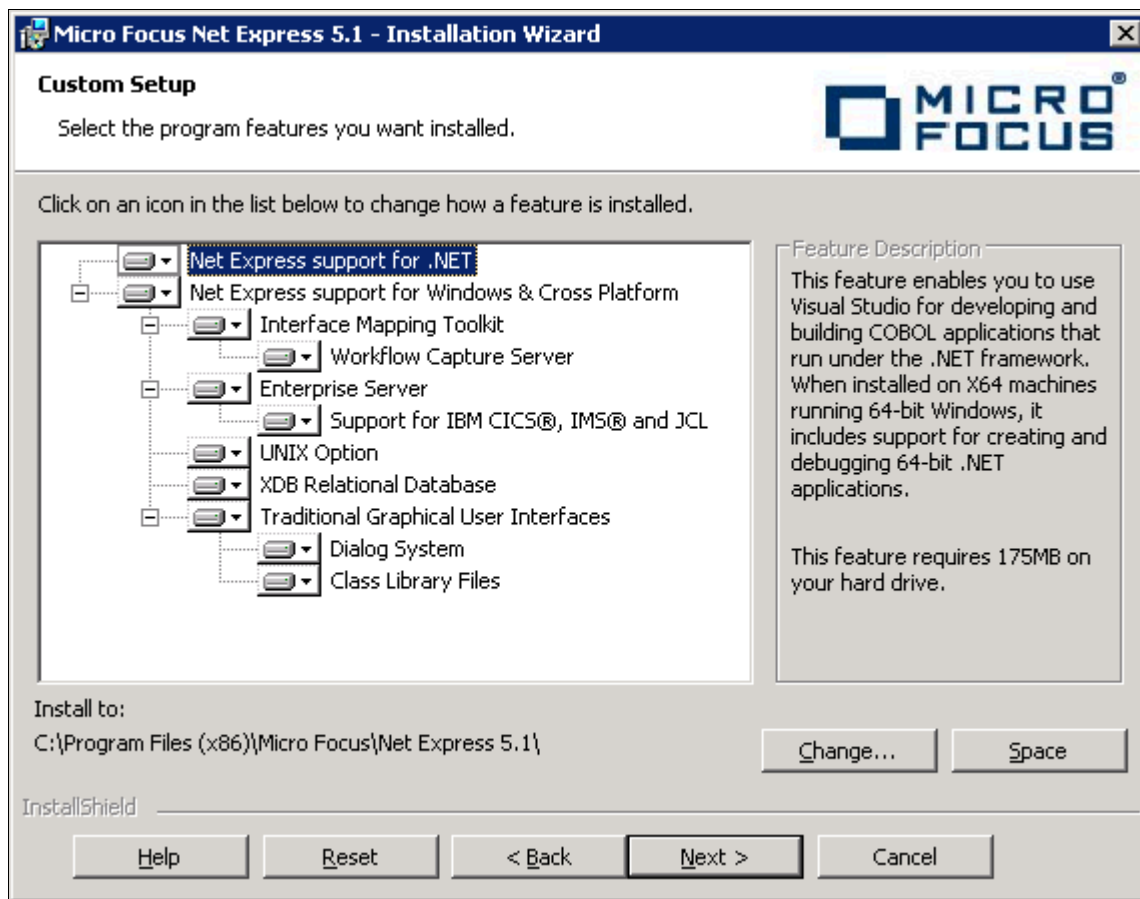 Micro Focus Net Express 5.1 - Installation Wizard
Custom Setup
Select the program features you want installed.
MICRO FOCUS®
Click on an icon in the list below to change how a feature is installed.
Net Express support for .NET
Net Express support for Windows & Cross Platform
Interface Mapping Toolkit
Workflow Capture Server
Enterprise Server
Support for IBM CICS®, IMS® and JCL
UNIX Option
XDB Relational Database
Traditional Graphical User Interfaces
Dialog System
Class Library Files
Feature Description
This feature enables you to use
Visual Studio for developing and
building COBOL applications that
run under the .NET framework.
When installed on X64 machines
running 64-bit Windows, it
includes support for creating and
debugging 64-bit .NET
applications.
This feature requires 175MB on
your hard drive.
Install to:
C:\Program Files (x86)\Micro Focus\Net Express 5.1\
Change...
Space
InstallShield
Help
Reset
< Back
Next >
Cancel